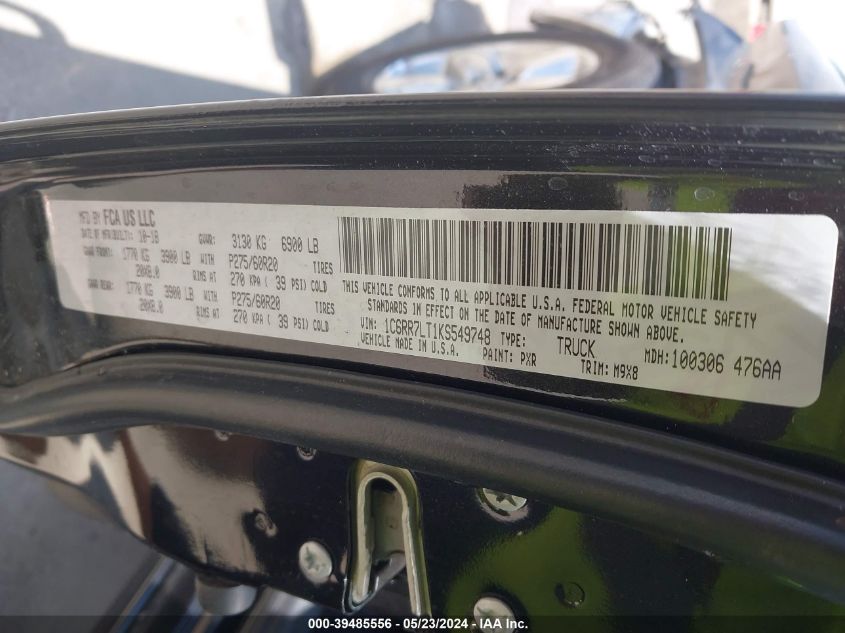 MFD BY FCA US LLC
DATE OF MFD(BUILT): 10-18 GVWR: 3130 KG 6900 LB
GAWR FRONT: 1770 KG 3900 LB WITH P275/60R20 TIRES
20X8.0 RIMS AT 270 KPA ( 39 PSI) COLD
GAWR REAR: 1770 KG 3900 LB WITH P275/60R20 TIRES
20X8.0 RIMS AT 270 KPA ( 39 PSI) COLD
THIS VEHICLE CONFORMS TO ALL APPLICABLE U.S.A. FEDERAL MOTOR VEHICLE SAFETY
STANDARDS IN EFFECT ON THE DATE OF MANUFACTURE SHOWN ABOVE.
VIN: 1C6RR7LT1KS549748 TYPE: TRUCK MDH:100306 476AA
VEHICLE MADE IN U.S.A. PAINT: PXR TRIM: M9X8
000-39485556 - 05/23/2024 - IAA Inc.